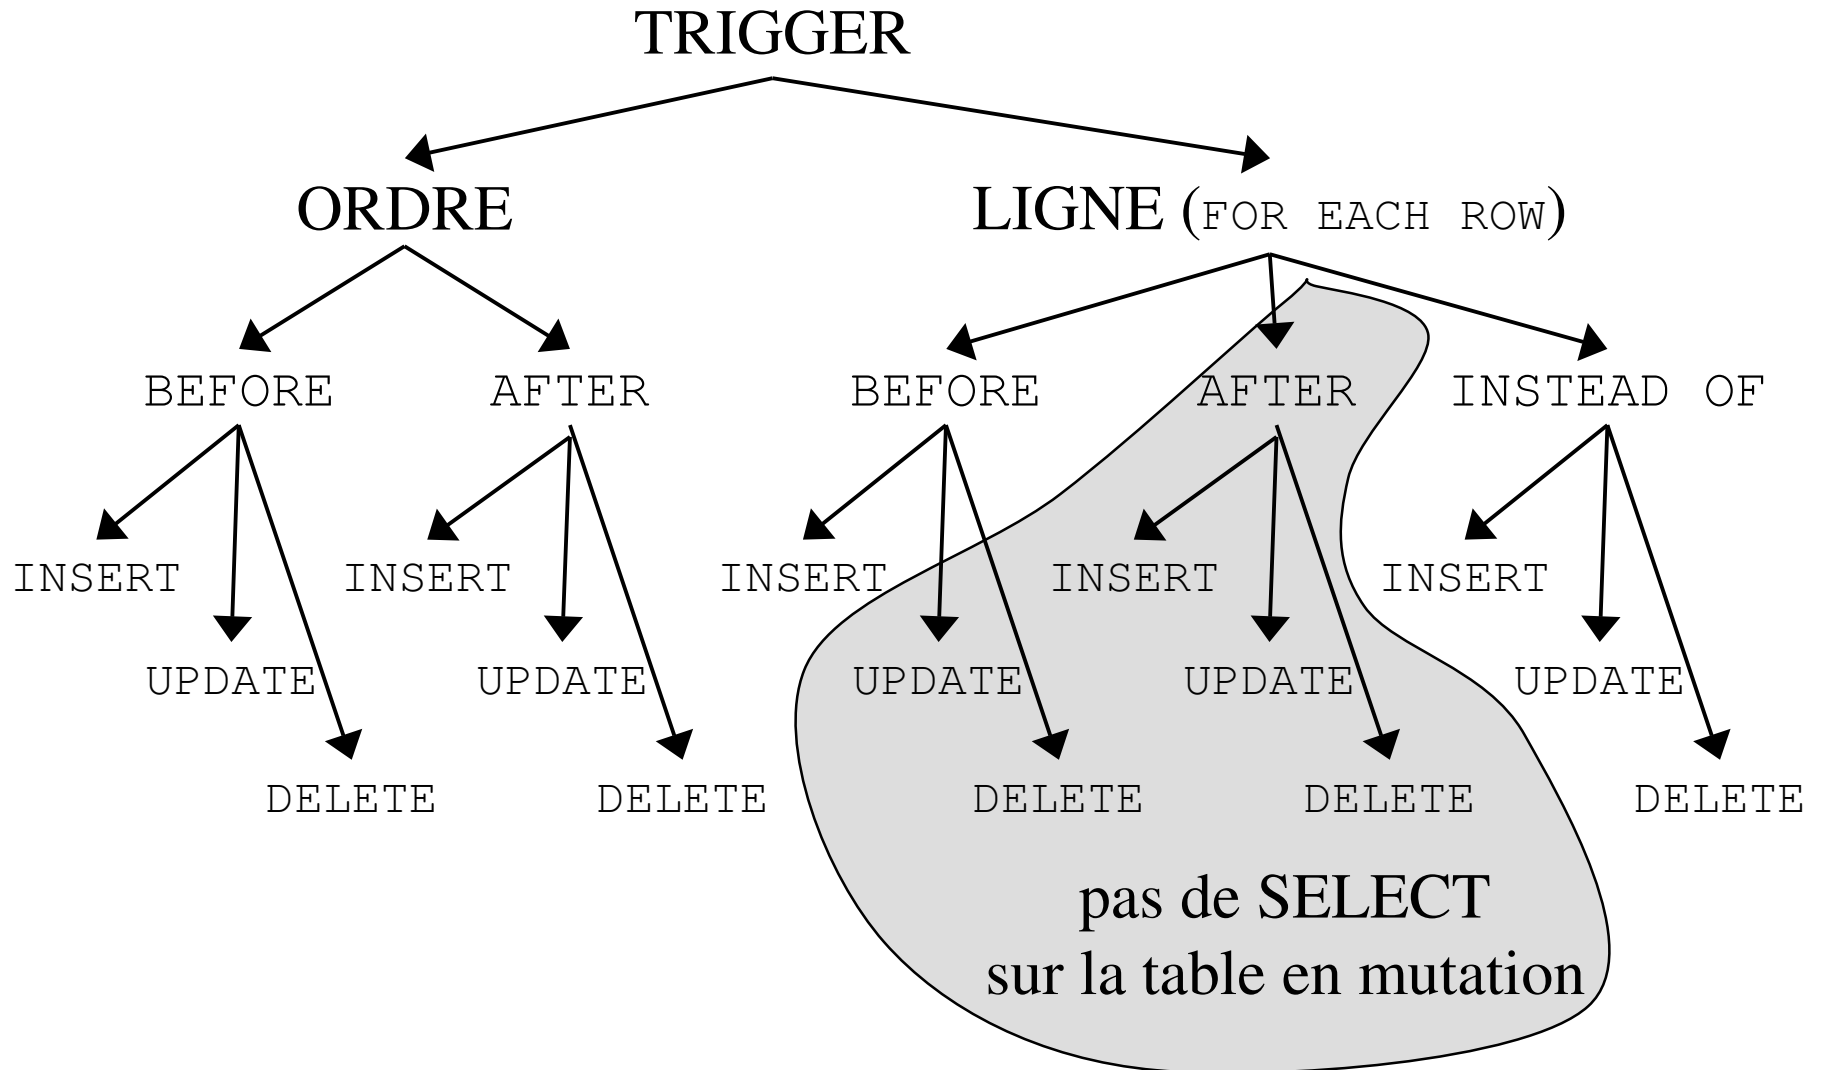 TRIGGER
ORDRE LIGNE (FOR EACH ROW)
BEFORE AFTER BEFORE AFTER INSTEAD OF
INSERT INSERT INSERT INSERT INSERT
UPDATE UPDATE UPDATE UPDATE UPDATE
DELETE DELETE DELETE DELETE DELETE
pas de SELECT
sur la table en mutation